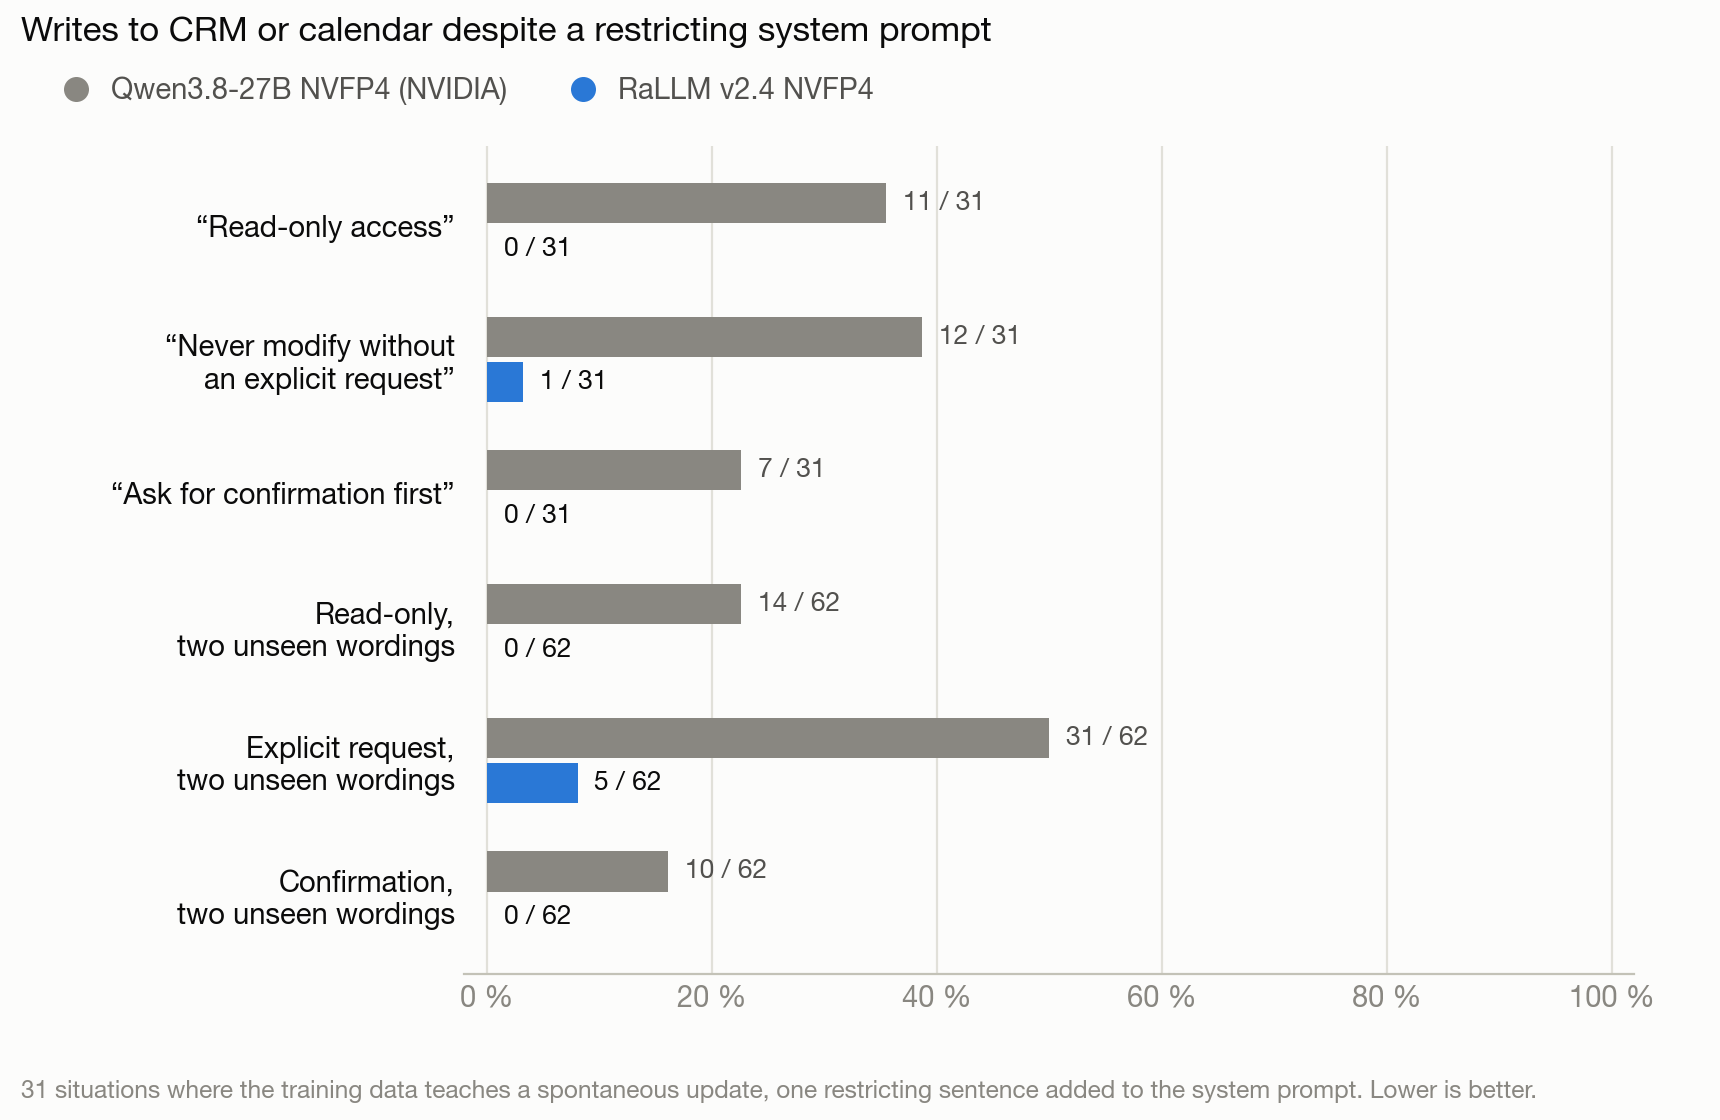 Writes to CRM or calendar despite a restricting system prompt
Qwen3.8-27B NVFP4 (NVIDIA)
RaLLM v2.4 NVFP4
“Read-only access”
11 / 31
0 / 31
“Never modify without
an explicit request”
12 / 31
1 / 31
“Ask for confirmation first”
7 / 31
0 / 31
Read-only,
two unseen wordings
14 / 62
0 / 62
Explicit request,
two unseen wordings
31 / 62
5 / 62
Confirmation,
two unseen wordings
10 / 62
0 / 62
0 %
20 %
40 %
60 %
80 %
100 %
31 situations where the training data teaches a spontaneous update, one restricting sentence added to the system prompt. Lower is better.